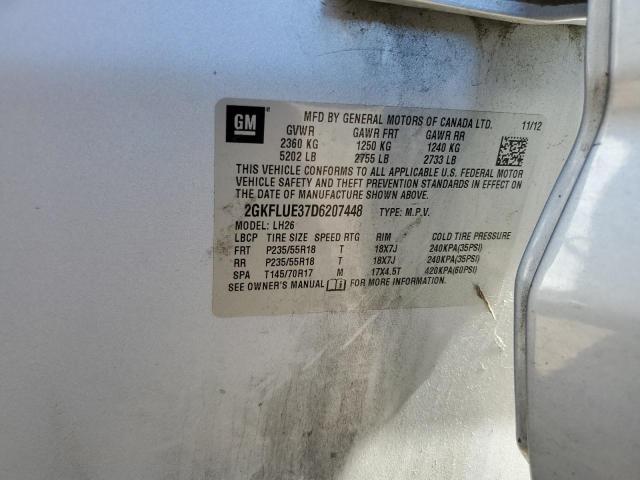 GM
MFD BY GENERAL MOTORS OF CANADA LTD. 11/12
GVWR GAWR FRT GAWR RR
2360 KG 1250 KG 1240 KG
5202 LB 2755 LB 2733 LB
THIS VEHICLE CONFORMS TO ALL APPLICABLE U.S. FEDERAL MOTOR
VEHICLE SAFETY AND THEFT PREVENTION STANDARDS IN EFFECT ON
THE DATE OF MANUFACTURE SHOWN ABOVE.
2GKFLUE37D6207448 TYPE: M.P.V.
MODEL: LH26
LBCP TIRE SIZE SPEED RTG RIM COLD TIRE PRESSURE
FRT P235/55R18 T 18X7J 240KPA(35PSI)
RR P235/55R18 T 18X7J 240KPA(35PSI)
SPA T145/70R17 M 17X4.5T 420KPA(60PSI)
SEE OWNER'S MANUAL FOR MORE INFORMATION.